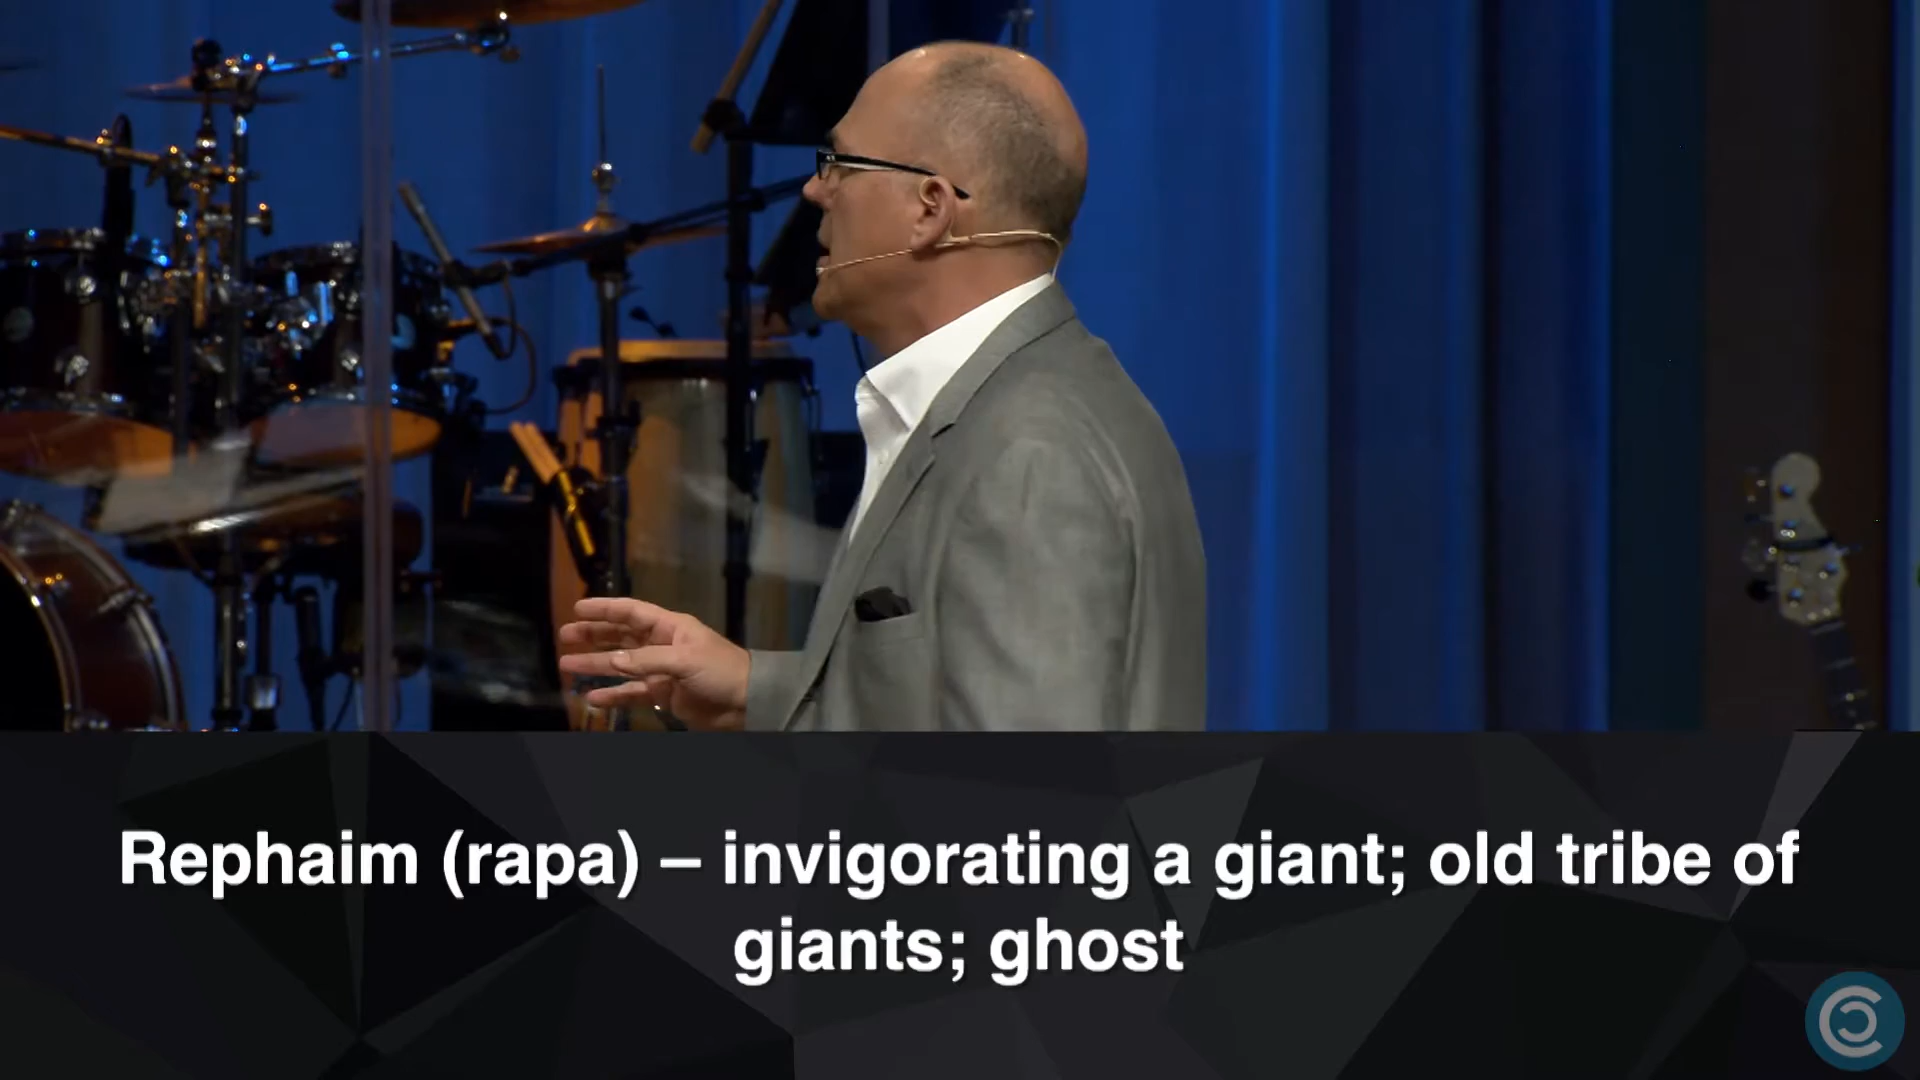 Rephaim (rapa) – invigorating a giant; old tribe of
giants; ghost